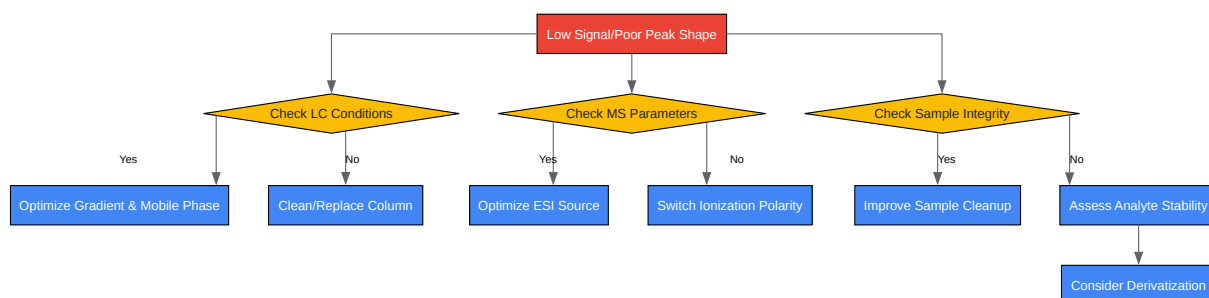 Low Signal/Poor Peak Shape
Check LC Conditions
Check MS Parameters
Check Sample Integrity
Yes
No
Yes
No
Yes
No
Optimize Gradient & Mobile Phase
Clean/Replace Column
Optimize ESI Source
Switch Ionization Polarity
Improve Sample Cleanup
Assess Analyte Stability
Consider Derivatization